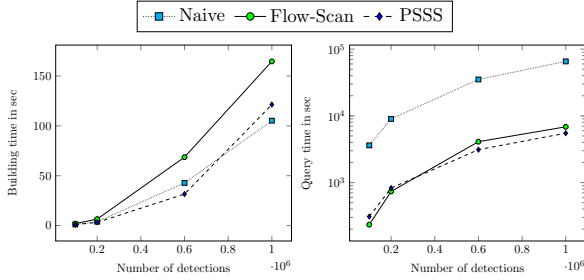 Naive Flow-Scan PSSS
Building time in sec
150
100
50
0
0.2 0.4 0.6 0.8 1
·10^6
Number of detections
Query time in sec
10^5
10^4
10^3
0.2 0.4 0.6 0.8 1
·10^6
Number of detections